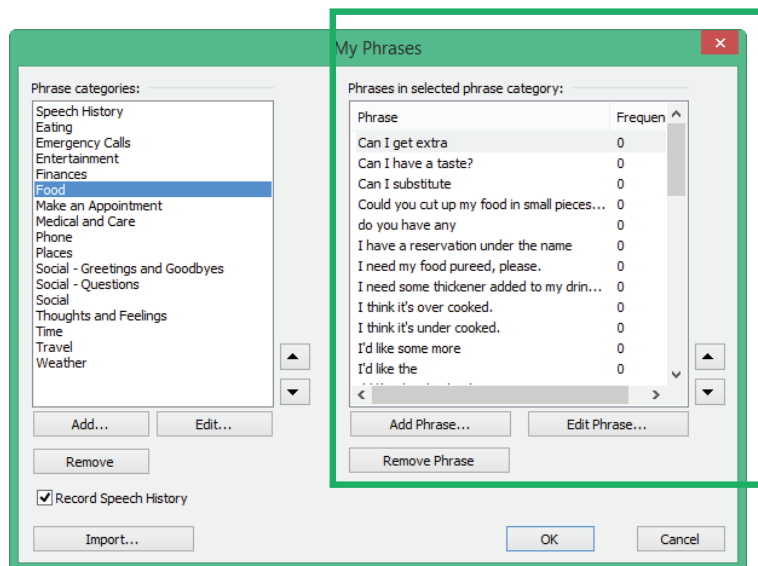 My Phrases
Phrase categories:
Speech History
Eating
Emergency Calls
Entertainment
Finances
Food
Make an Appointment
Medical and Care
Phone
Places
Social - Greetings and Goodbyes
Social - Questions
Social
Thoughts and Feelings
Time
Travel
Weather
Add...
Edit...
Remove
Record Speech History
Import...
Phrases in selected phrase category:
Phrase Frequen
Can I get extra 0
Can I have a taste? 0
Can I substitute 0
Could you cut up my food in small pieces... 0
do you have any 0
I have a reservation under the name 0
I need my food pureed, please. 0
I need some thickener added to my drin... 0
I think it's over cooked. 0
I think it's under cooked. 0
I'd like some more 0
I'd like the 0
Add Phrase...
Edit Phrase...
Remove Phrase
OK
Cancel